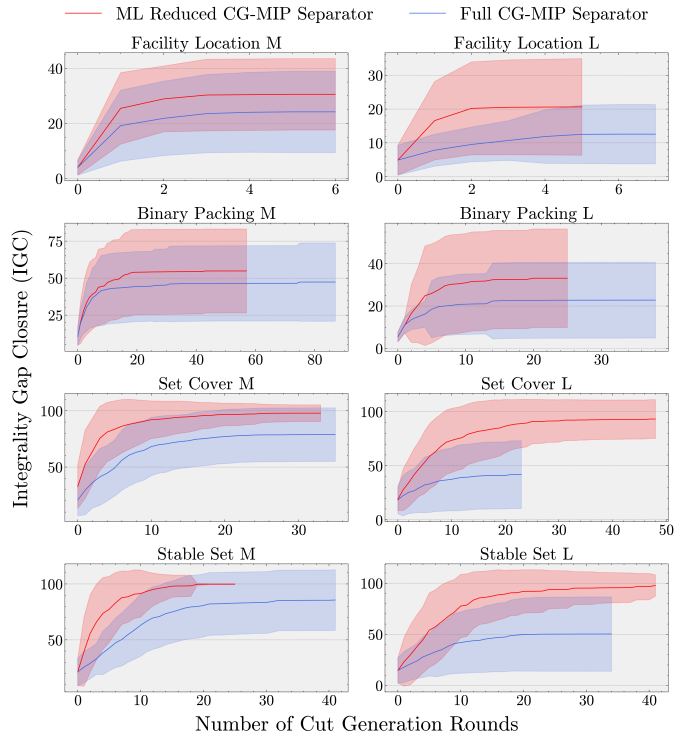 ML Reduced CG-MIP Separator
Full CG-MIP Separator
Facility Location M
Facility Location L
40
20
0
0 2 4 6
30
20
10
0
0 2 4 6
Binary Packing M
Binary Packing L
75
50
25
0 20 40 60 80
40
20
0
0 10 20 30
Set Cover M
Set Cover L
100
50
0 10 20 30
100
50
0
0 10 20 30 40 50
Stable Set M
Stable Set L
100
50
0 10 20 30 40
100
50
0
0 10 20 30 40
Integrality Gap Closure (IGC)
Number of Cut Generation Rounds